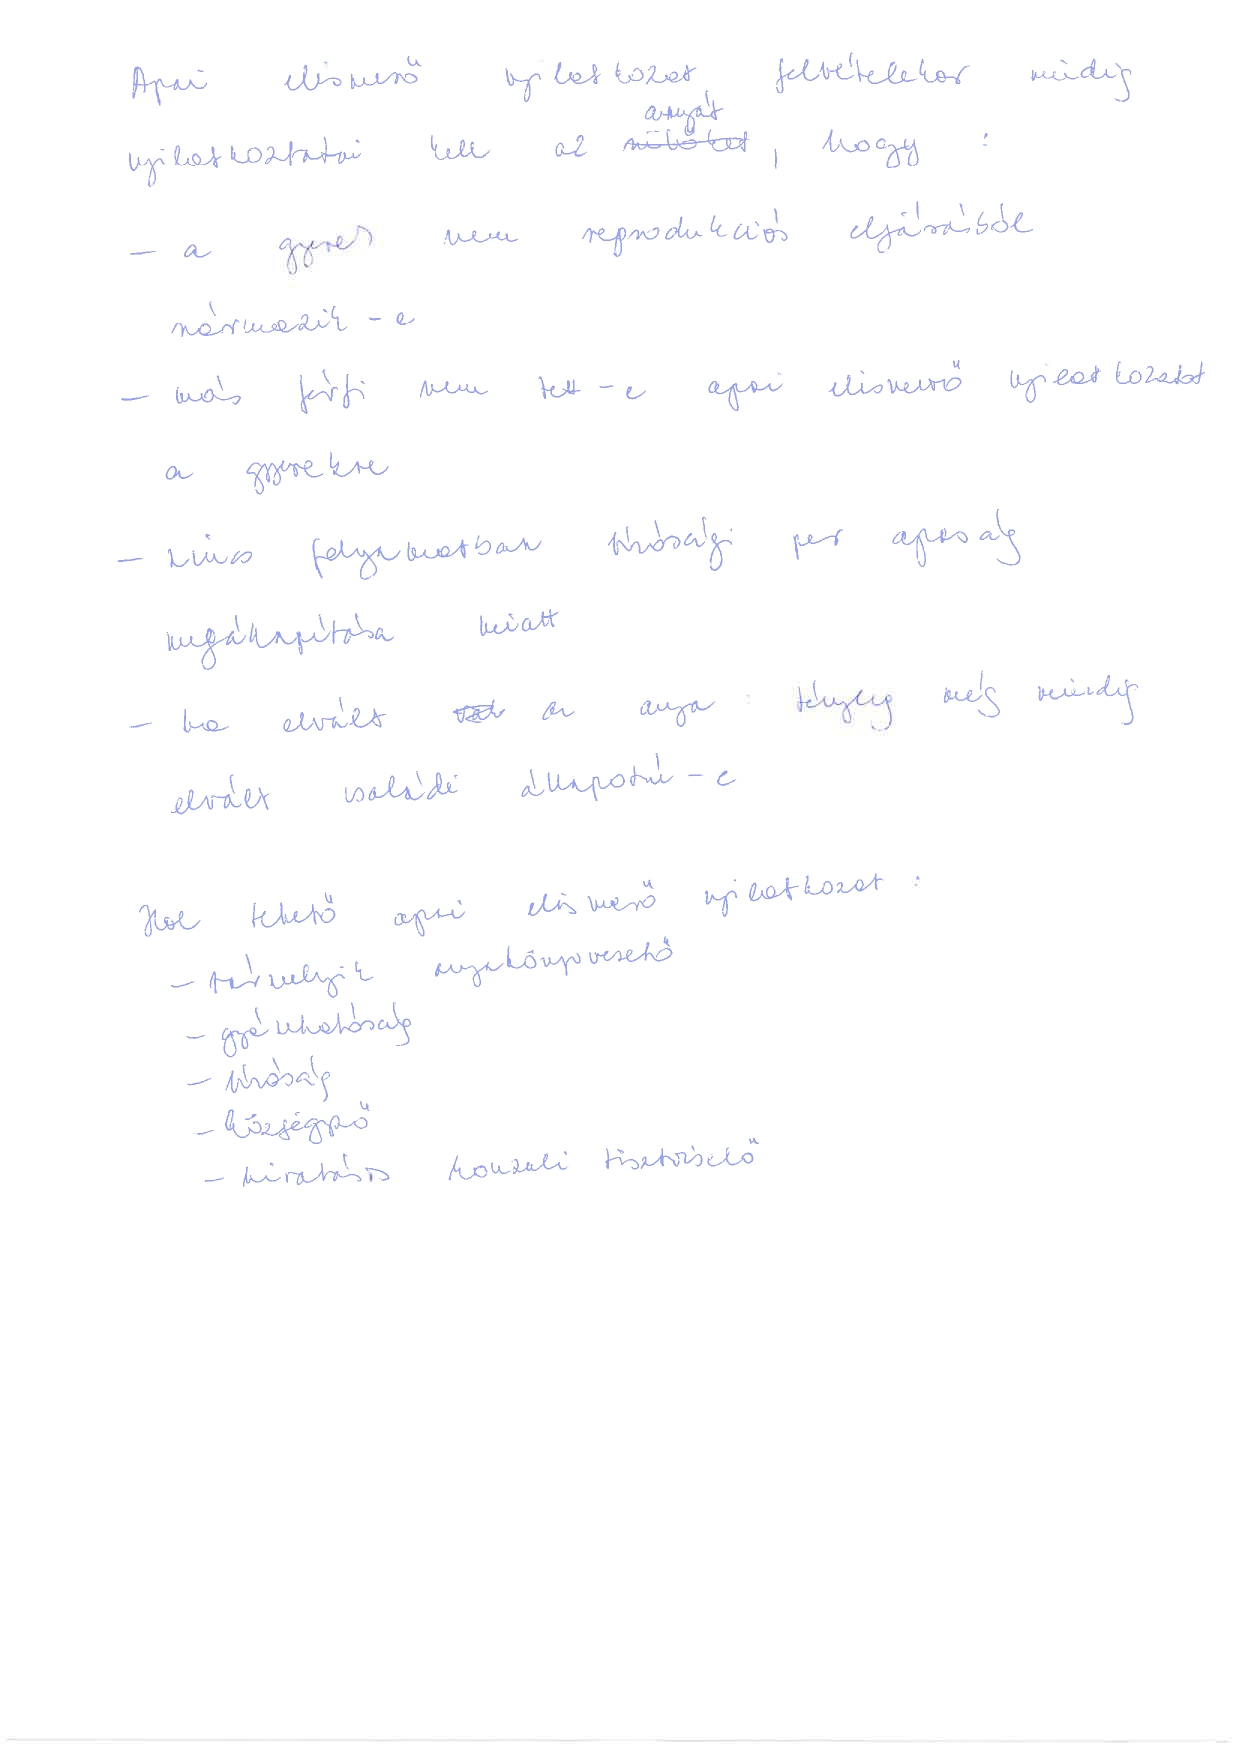 Apai elismerő nyilatkozat felvételekor mindig
anyát
nyilatkoztatni kell az szülőket, hogy :
– a gyerek nem reprodukciós eljárásból
származik-e
– más férfi nem tett-e apai elismerő nyilatkozatot
a gyerekre
– nincs folyamatban bírósági per apaság
megállapítása miatt
– ha elvált az anya : tényleg még mindig
elvált családi állapotú-e
Hol tehető apai elismerő nyilatkozat :
– bármelyik anyakönyvvezető
– gyámhatóság
– bíróság
– közjegyző
– hivatásos konzuli tisztviselő